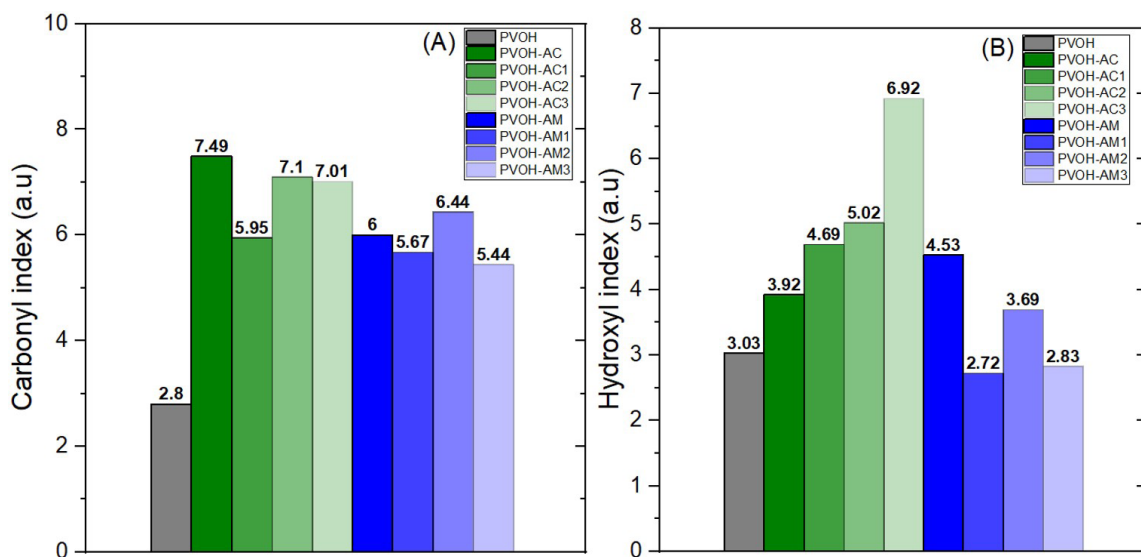 (A)
Carbonyl index (a.u)
10
8
6
4
2
0
PVOH
PVOH-AC
PVOH-AC1
PVOH-AC2
PVOH-AC3
PVOH-AM
PVOH-AM1
PVOH-AM2
PVOH-AM3
2.8
7.49
5.95
7.1
7.01
6
5.67
6.44
5.44
(B)
Hydroxyl index (a.u)
8
7
6
5
4
3
2
1
0
PVOH
PVOH-AC
PVOH-AC1
PVOH-AC2
PVOH-AC3
PVOH-AM
PVOH-AM1
PVOH-AM2
PVOH-AM3
3.03
3.92
4.69
5.02
6.92
4.53
2.72
3.69
2.83